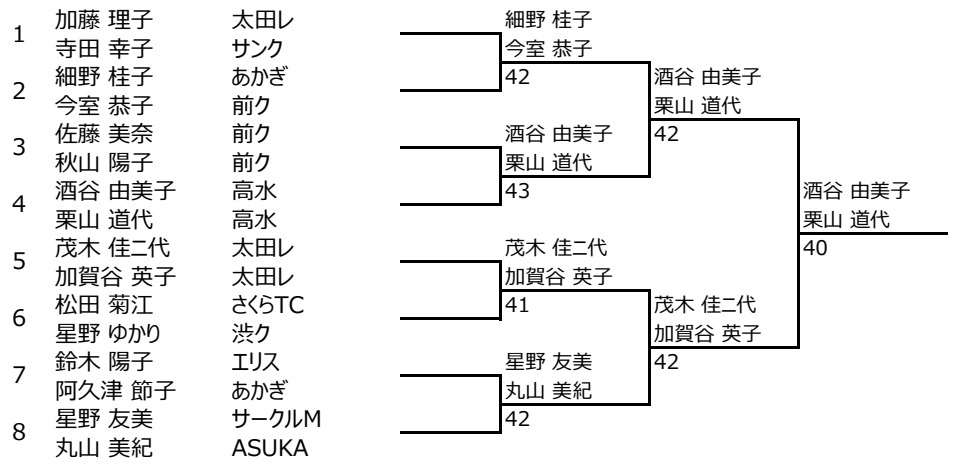 1
加藤 理子 太田レ
寺田 幸子 サンク
2
細野 桂子 あかぎ
今室 恭子 前ク
3
佐藤 美奈 前ク
秋山 陽子 前ク
4
酒谷 由美子 高水
栗山 道代 高水
5
茂木 佳二代 太田レ
加賀谷 英子 太田レ
6
松田 菊江 さくらTC
星野 ゆかり 渋ク
7
鈴木 陽子 エリス
阿久津 節子 あかぎ
8
星野 友美 サークルM
丸山 美紀 ASUKA
細野 桂子
今室 恭子
42
酒谷 由美子
栗山 道代
43
茂木 佳二代
加賀谷 英子
41
星野 友美
丸山 美紀
42
酒谷 由美子
栗山 道代
42
茂木 佳二代
加賀谷 英子
42
酒谷 由美子
栗山 道代
40